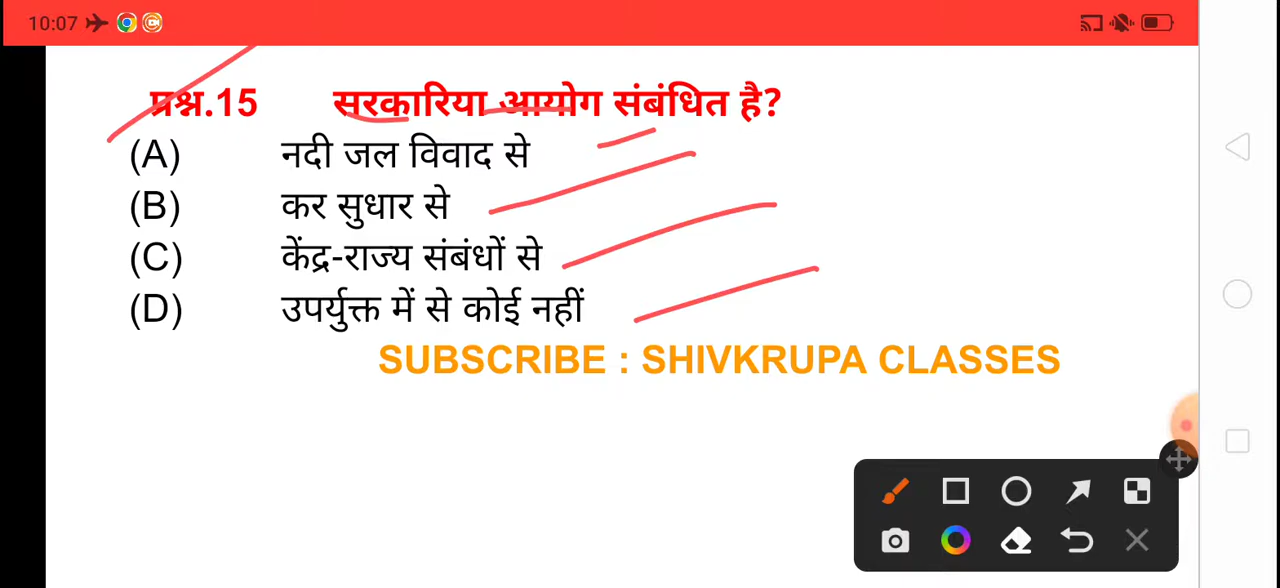 10:07
प्रश्न.15 सरकारिया आयोग संबंधित है?
(A) नदी जल विवाद से
(B) कर सुधार से
(C) केंद्र-राज्य संबंधों से
(D) उपर्युक्त में से कोई नहीं
SUBSCRIBE : SHIVKRUPA CLASSES